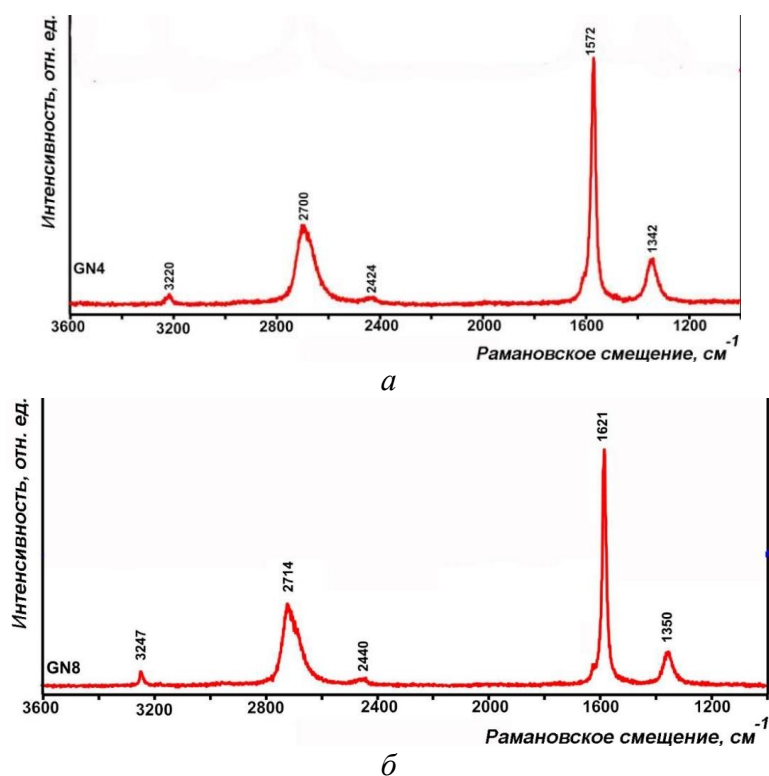 Интенсивность, отн. ед.
1572
2700
1342
3220
2424
GN4
3600 3200 2800 2400 2000 1600 1200
Рамановское смещение, см-1
а
Интенсивность, отн. ед.
1621
2714
1350
3247
2440
GN8
3600 3200 2800 2400 2000 1600 1200
Рамановское смещение, см-1
б